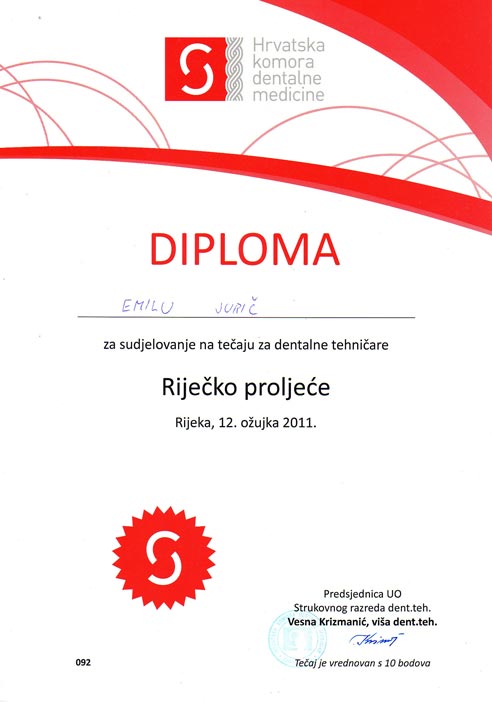 Hrvatska
komora
dentalne
medicine
DIPLOMA
EMILU JURIČ
za sudjelovanje na tečaju za dentalne tehničare
Riječko proljeće
Rijeka, 12. ožujka 2011.
Predsjednica UO
Strukovnog razreda dent.teh.
Vesna Krizmanić, viša dent.teh.
092
Tečaj je vrednovan s 10 bodova